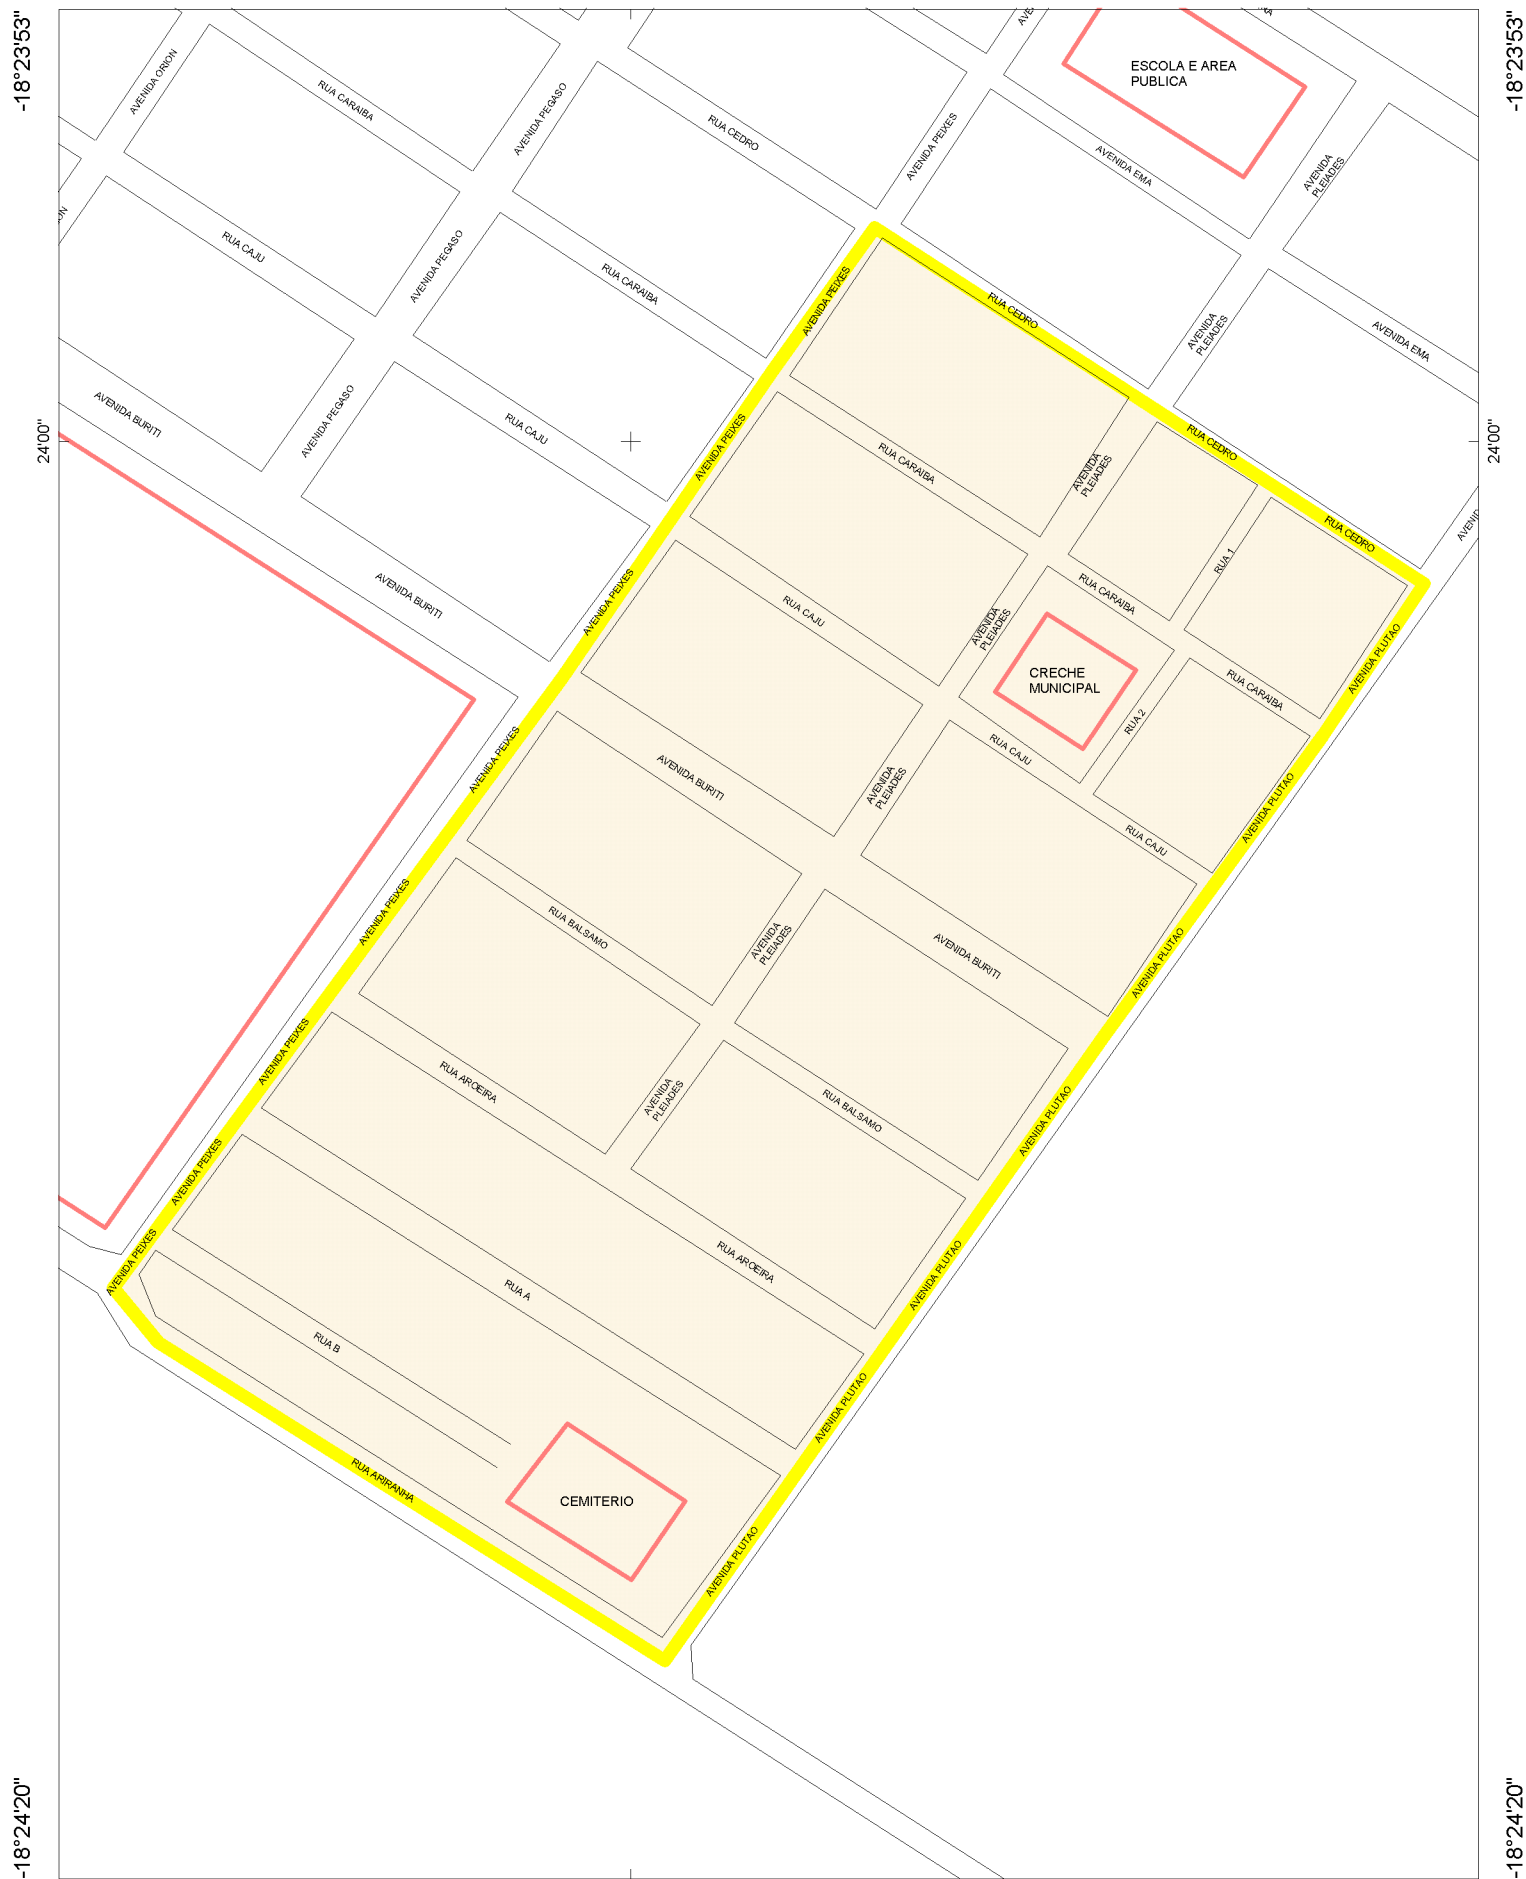 -18°23'53"
-18°23'53"
AVENIDA ORION
RUA CARAIBA
AVENIDA PEGASO
RUA CEDRO
AVENIDA PEIXES
ESCOLA E AREA
PUBLICA
AVENIDA EMA
AVENIDA
PLEIADES
RUA CAJU
AVENIDA PEGASO
RUA CARAIBA
AVENIDA PEIXES
RUA CEDRO
AVENIDA
PLEIADES
AVENIDA EMA
AVENIDA BURITI
AVENIDA PEGASO
RUA CAJU
AVENIDA PEIXES
24'00"
24'00"
RUA CARAIBA
AVENIDA
PLEIADES
RUA CEDRO
RUA CEDRO
RUA 1
AVENIDA BURITI
AVENIDA PEIXES
RUA CAJU
AVENIDA
PLEIADES
RUA CARAIBA
CRECHE
MUNICIPAL
RUA 2
RUA CARAIBA
AVENIDA PLUTAO
AVENIDA PEIXES
AVENIDA BURITI
AVENIDA
PLEIADES
RUA CAJU
RUA CAJU
AVENIDA PLUTAO
AVENIDA PEIXES
RUA BALSAMO
AVENIDA
PLEIADES
AVENIDA BURITI
AVENIDA PLUTAO
AVENIDA PEIXES
RUA AROEIRA
AVENIDA
PLEIADES
RUA BALSAMO
AVENIDA PLUTAO
AVENIDA PEIXES
AVENIDA PEIXES
RUA AROEIRA
AVENIDA PLUTAO
RUA A
RUA B
AVENIDA PLUTAO
RUA ARIRANHA
CEMITERIO
AVENIDA PLUTAO
-18°24'20"
-18°24'20"